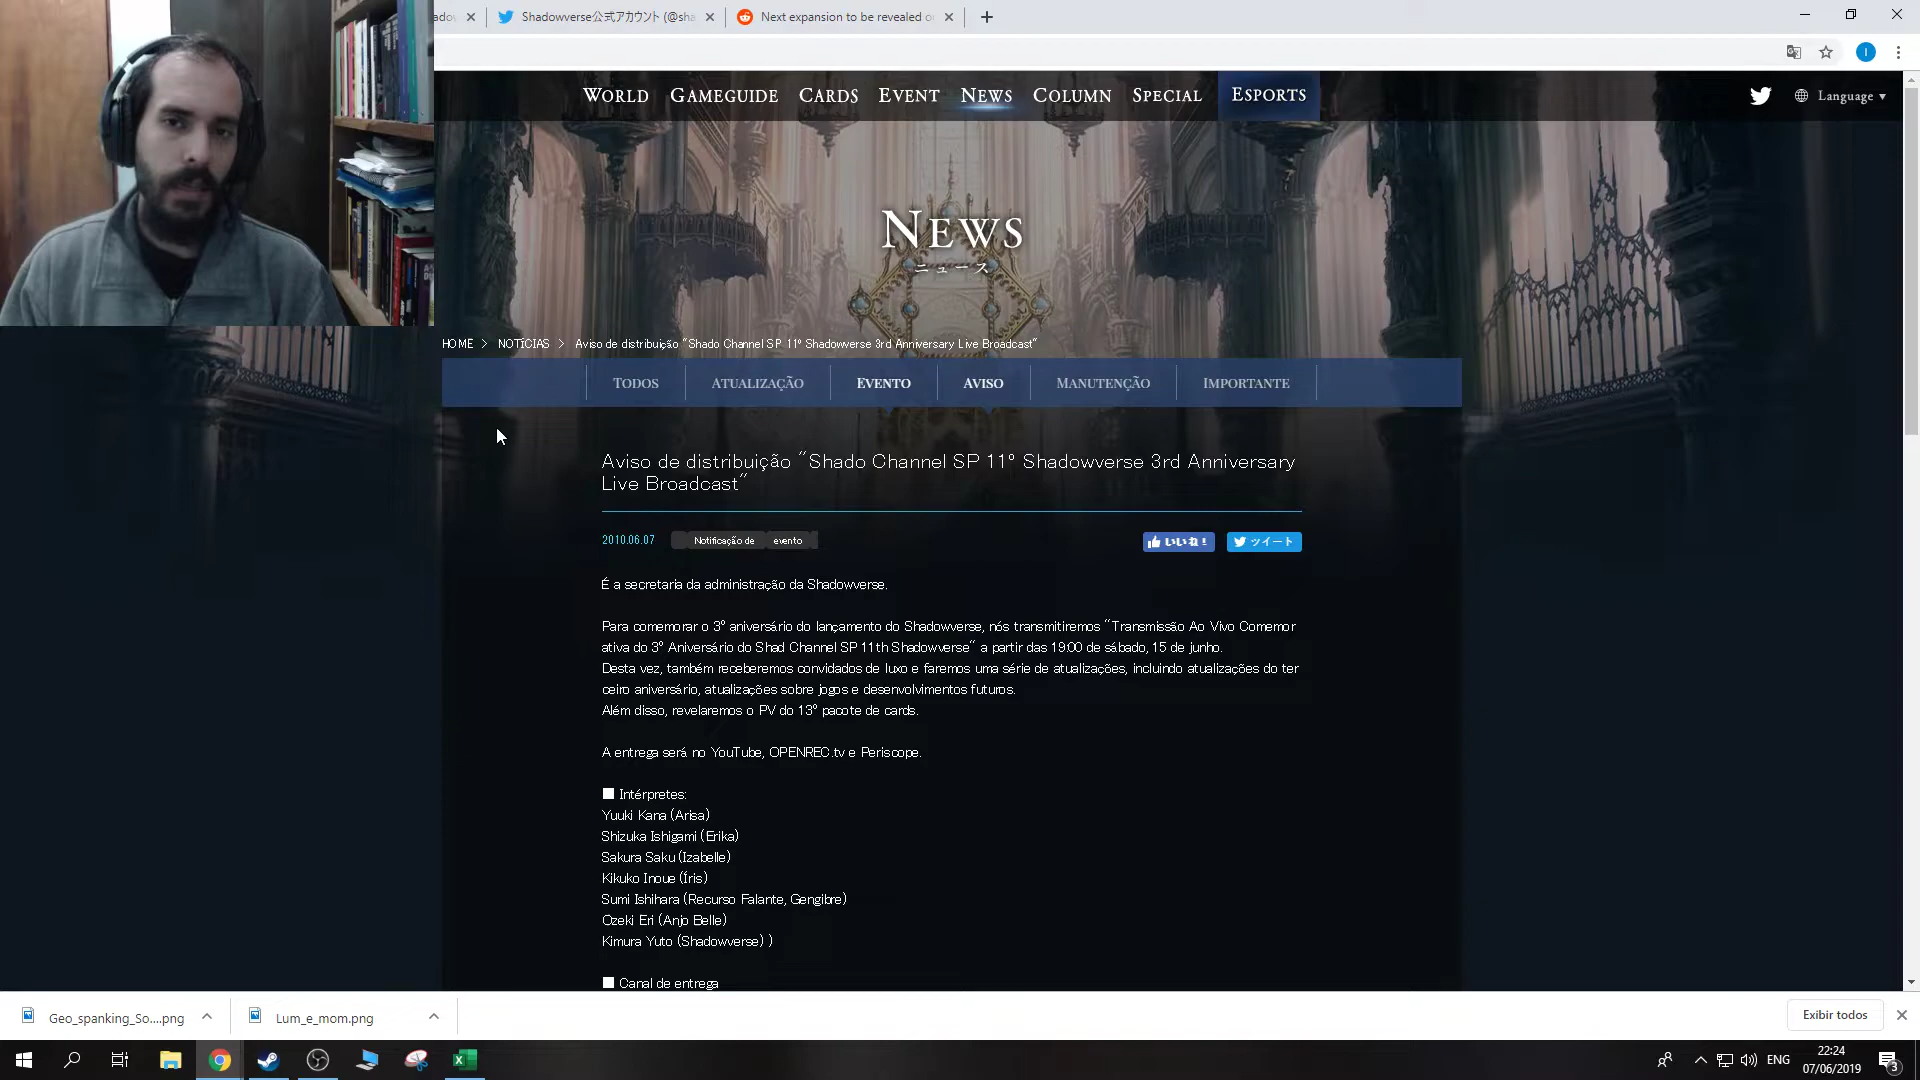 Shadowverse公式アカウント (@sha
Next expansion to be revealed o
WORLD GAMEGUIDE CARDS EVENT NEWS COLUMN SPECIAL ESPORTS
Language
NEWS
ニュース
HOME > NOTÍCIAS > Aviso de distribuição "Shado Channel SP 11º Shadowverse 3rd Anniversary Live Broadcast"
TODOS ATUALIZAÇÃO EVENTO AVISO MANUTENÇÃO IMPORTANTE
Aviso de distribuição "Shado Channel SP 11º Shadowverse 3rd Anniversary
Live Broadcast"
2010.06.07 Notificação de evento いいね! ツイート
É a secretaria da administração da Shadowverse.
Para comemorar o 3º aniversário do lançamento do Shadowverse, nós transmitiremos "Transmissão Ao Vivo Comemor
ativa do 3º Aniversário do Shad Channel SP 11th Shadowverse" a partir das 19:00 de sábado, 15 de junho.
Desta vez, também receberemos convidados de luxo e faremos uma série de atualizações, incluindo atualizações do ter
ceiro aniversário, atualizações sobre jogos e desenvolvimentos futuros.
Além disso, revelaremos o PV do 13º pacote de cards.
A entrega será no YouTube, OPENREC.tv e Periscope.
■ Intérpretes:
Yuuki Kana (Arisa)
Shizuka Ishigami (Erika)
Sakura Saku (Izabelle)
Kikuko Inoue (Íris)
Sumi Ishihara (Recurso Falante, Gengibre)
Ozeki Eri (Anjo Belle)
Kimura Yuto (Shadowverse) )
■ Canal de entrega
Geo_spanking_So....png
Lum_e_mom.png
Exibir todos
ENG
22:24
07/06/2019
3